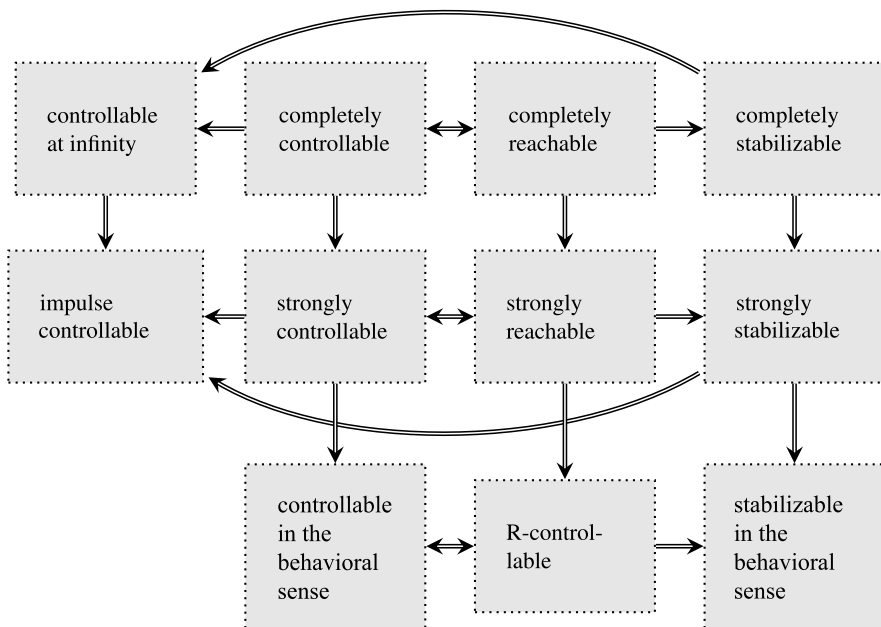 controllable
at infinity
completely
controllable
completely
reachable
completely
stabilizable
impulse
controllable
strongly
controllable
strongly
reachable
strongly
stabilizable
controllable
in the
behavioral
sense
R-control-
lable
stabilizable
in the
behavioral
sense